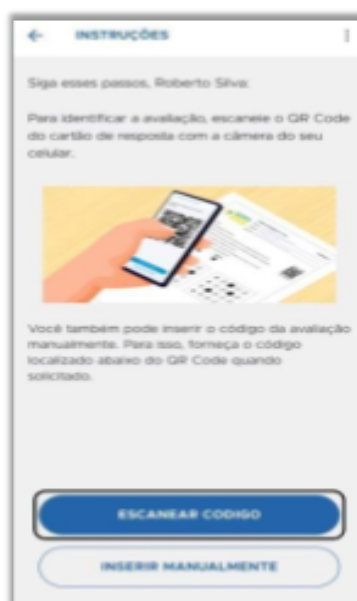 INSTRUÇÕES
Siga esses passos, Roberto Silva:
Para identificar a avaliação, escaneie o QR Code
do cartão de resposta com a câmera do seu
celular.
Você também pode inserir o código da avaliação
manualmente. Para isso, forneça o código
localizado abaixo do QR Code quando
solicitado.
ESCANEAR CODIGO
INSERIR MANUALMENTE